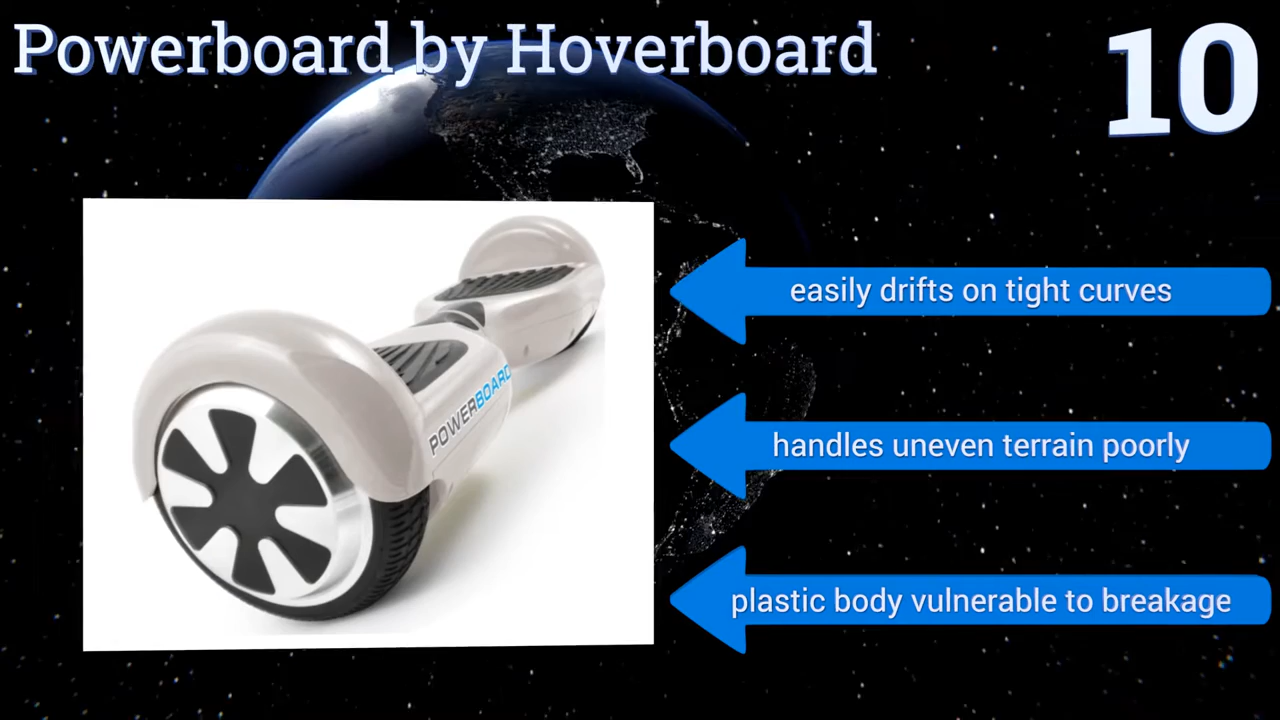 Powerboard by Hoverboard
10
easily drifts on tight curves
handles uneven terrain poorly
plastic body vulnerable to breakage
POWERBOARD